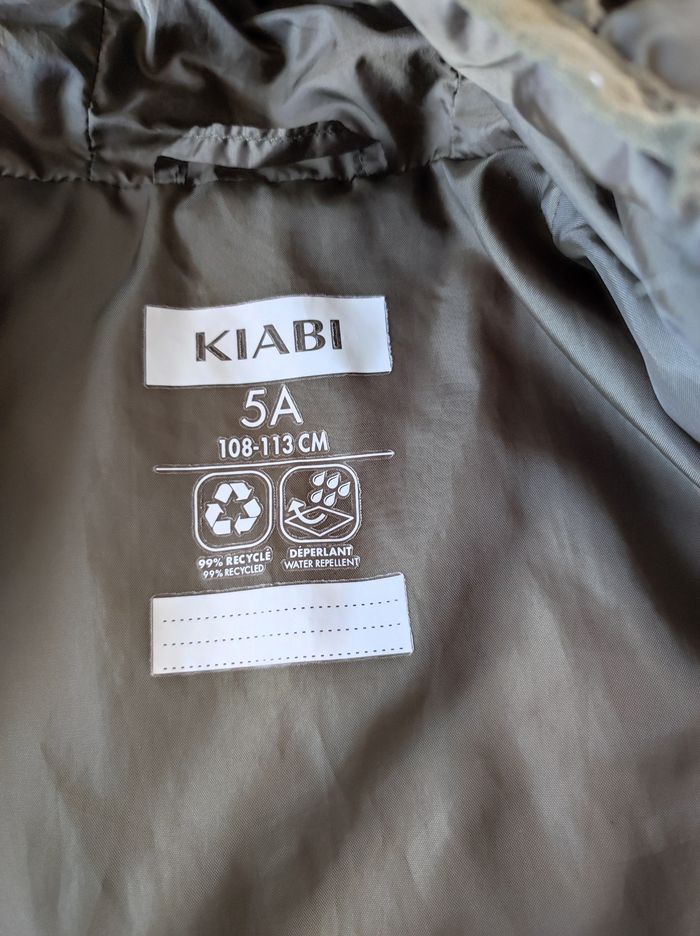 KIABI
5A
108-113 CM
99% RECYCLÉ
99% RECYCLED
DÉPERLANT
WATER REPELLENT